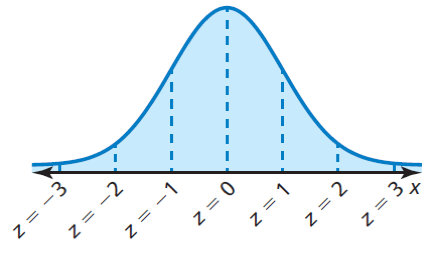 z = −3
z = −2
z = −1
z = 0
z = 1
z = 2
z = 3
x